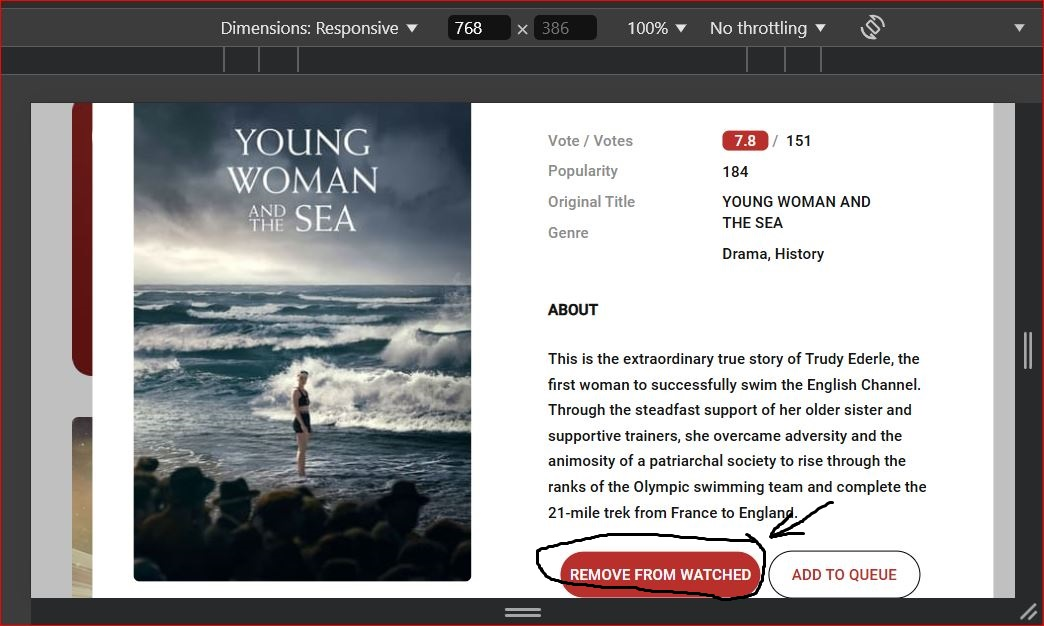 Dimensions: Responsive 768 × 386 100% No throttling
YOUNG
WOMAN
AND THE SEA
Vote / Votes 7.8 / 151
Popularity 184
Original Title YOUNG WOMAN AND
THE SEA
Genre
Drama, History
ABOUT
This is the extraordinary true story of Trudy Ederle, the
first woman to successfully swim the English Channel.
Through the steadfast support of her older sister and
supportive trainers, she overcame adversity and the
animosity of a patriarchal society to rise through the
ranks of the Olympic swimming team and complete the
21-mile trek from France to England.
REMOVE FROM WATCHED ADD TO QUEUE